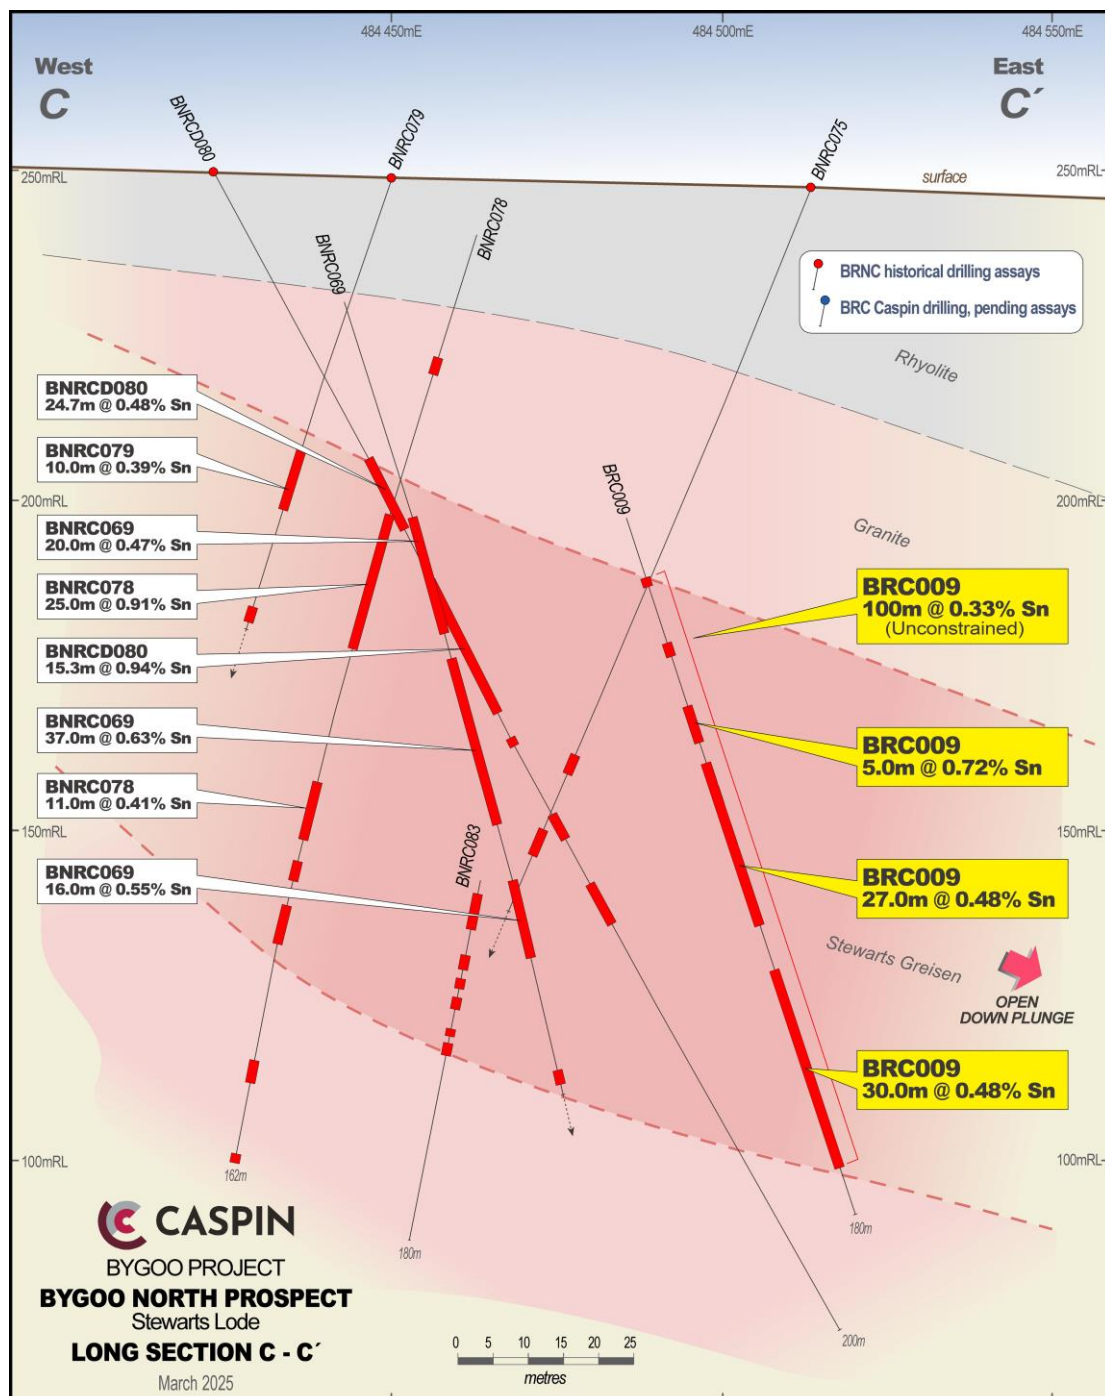 484 450mE
484 500mE
484 550mE
West
C
East
C´
BNRCD080
BNRC079
BNRC075
250mRL
surface
250mRL
BNRC078
BNRC069
BRNC historical drilling assays
BRC Caspin drilling, pending assays
Rhyolite
BNRCD080
24.7m @ 0.48% Sn
BNRC079
10.0m @ 0.39% Sn
200mRL
200mRL
BRC009
Granite
BNRC069
20.0m @ 0.47% Sn
BNRC078
25.0m @ 0.91% Sn
BRC009
100m @ 0.33% Sn
(Unconstrained)
BNRCD080
15.3m @ 0.94% Sn
BNRC069
37.0m @ 0.63% Sn
BRC009
5.0m @ 0.72% Sn
BNRC078
11.0m @ 0.41% Sn
150mRL
150mRL
BNRC083
BNRC069
16.0m @ 0.55% Sn
BRC009
27.0m @ 0.48% Sn
Stewarts Greisen
OPEN
DOWN PLUNGE
BRC009
30.0m @ 0.48% Sn
100mRL
100mRL
162m
180m
180m
200m
CASPIN
BYGOO PROJECT
BYGOO NORTH PROSPECT
Stewarts Lode
LONG SECTION C - C´
March 2025
0 5 10 15 20 25
metres